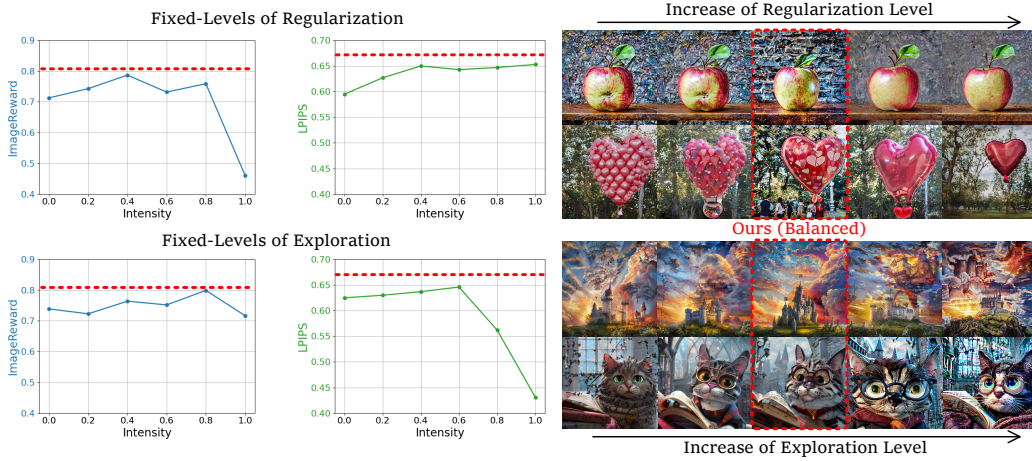 Fixed-Levels of Regularization
0.9
0.8
0.7
0.6
0.5
0.4
ImageReward
0.0 0.2 0.4 0.6 0.8 1.0
Intensity
0.70
0.65
0.60
0.55
0.50
0.45
0.40
LPIPS
0.0 0.2 0.4 0.6 0.8 1.0
Intensity
Increase of Regularization Level
Ours (Balanced)
Fixed-Levels of Exploration
0.9
0.8
0.7
0.6
0.5
0.4
ImageReward
0.0 0.2 0.4 0.6 0.8 1.0
Intensity
0.70
0.65
0.60
0.55
0.50
0.45
0.40
LPIPS
0.0 0.2 0.4 0.6 0.8 1.0
Intensity
Increase of Exploration Level